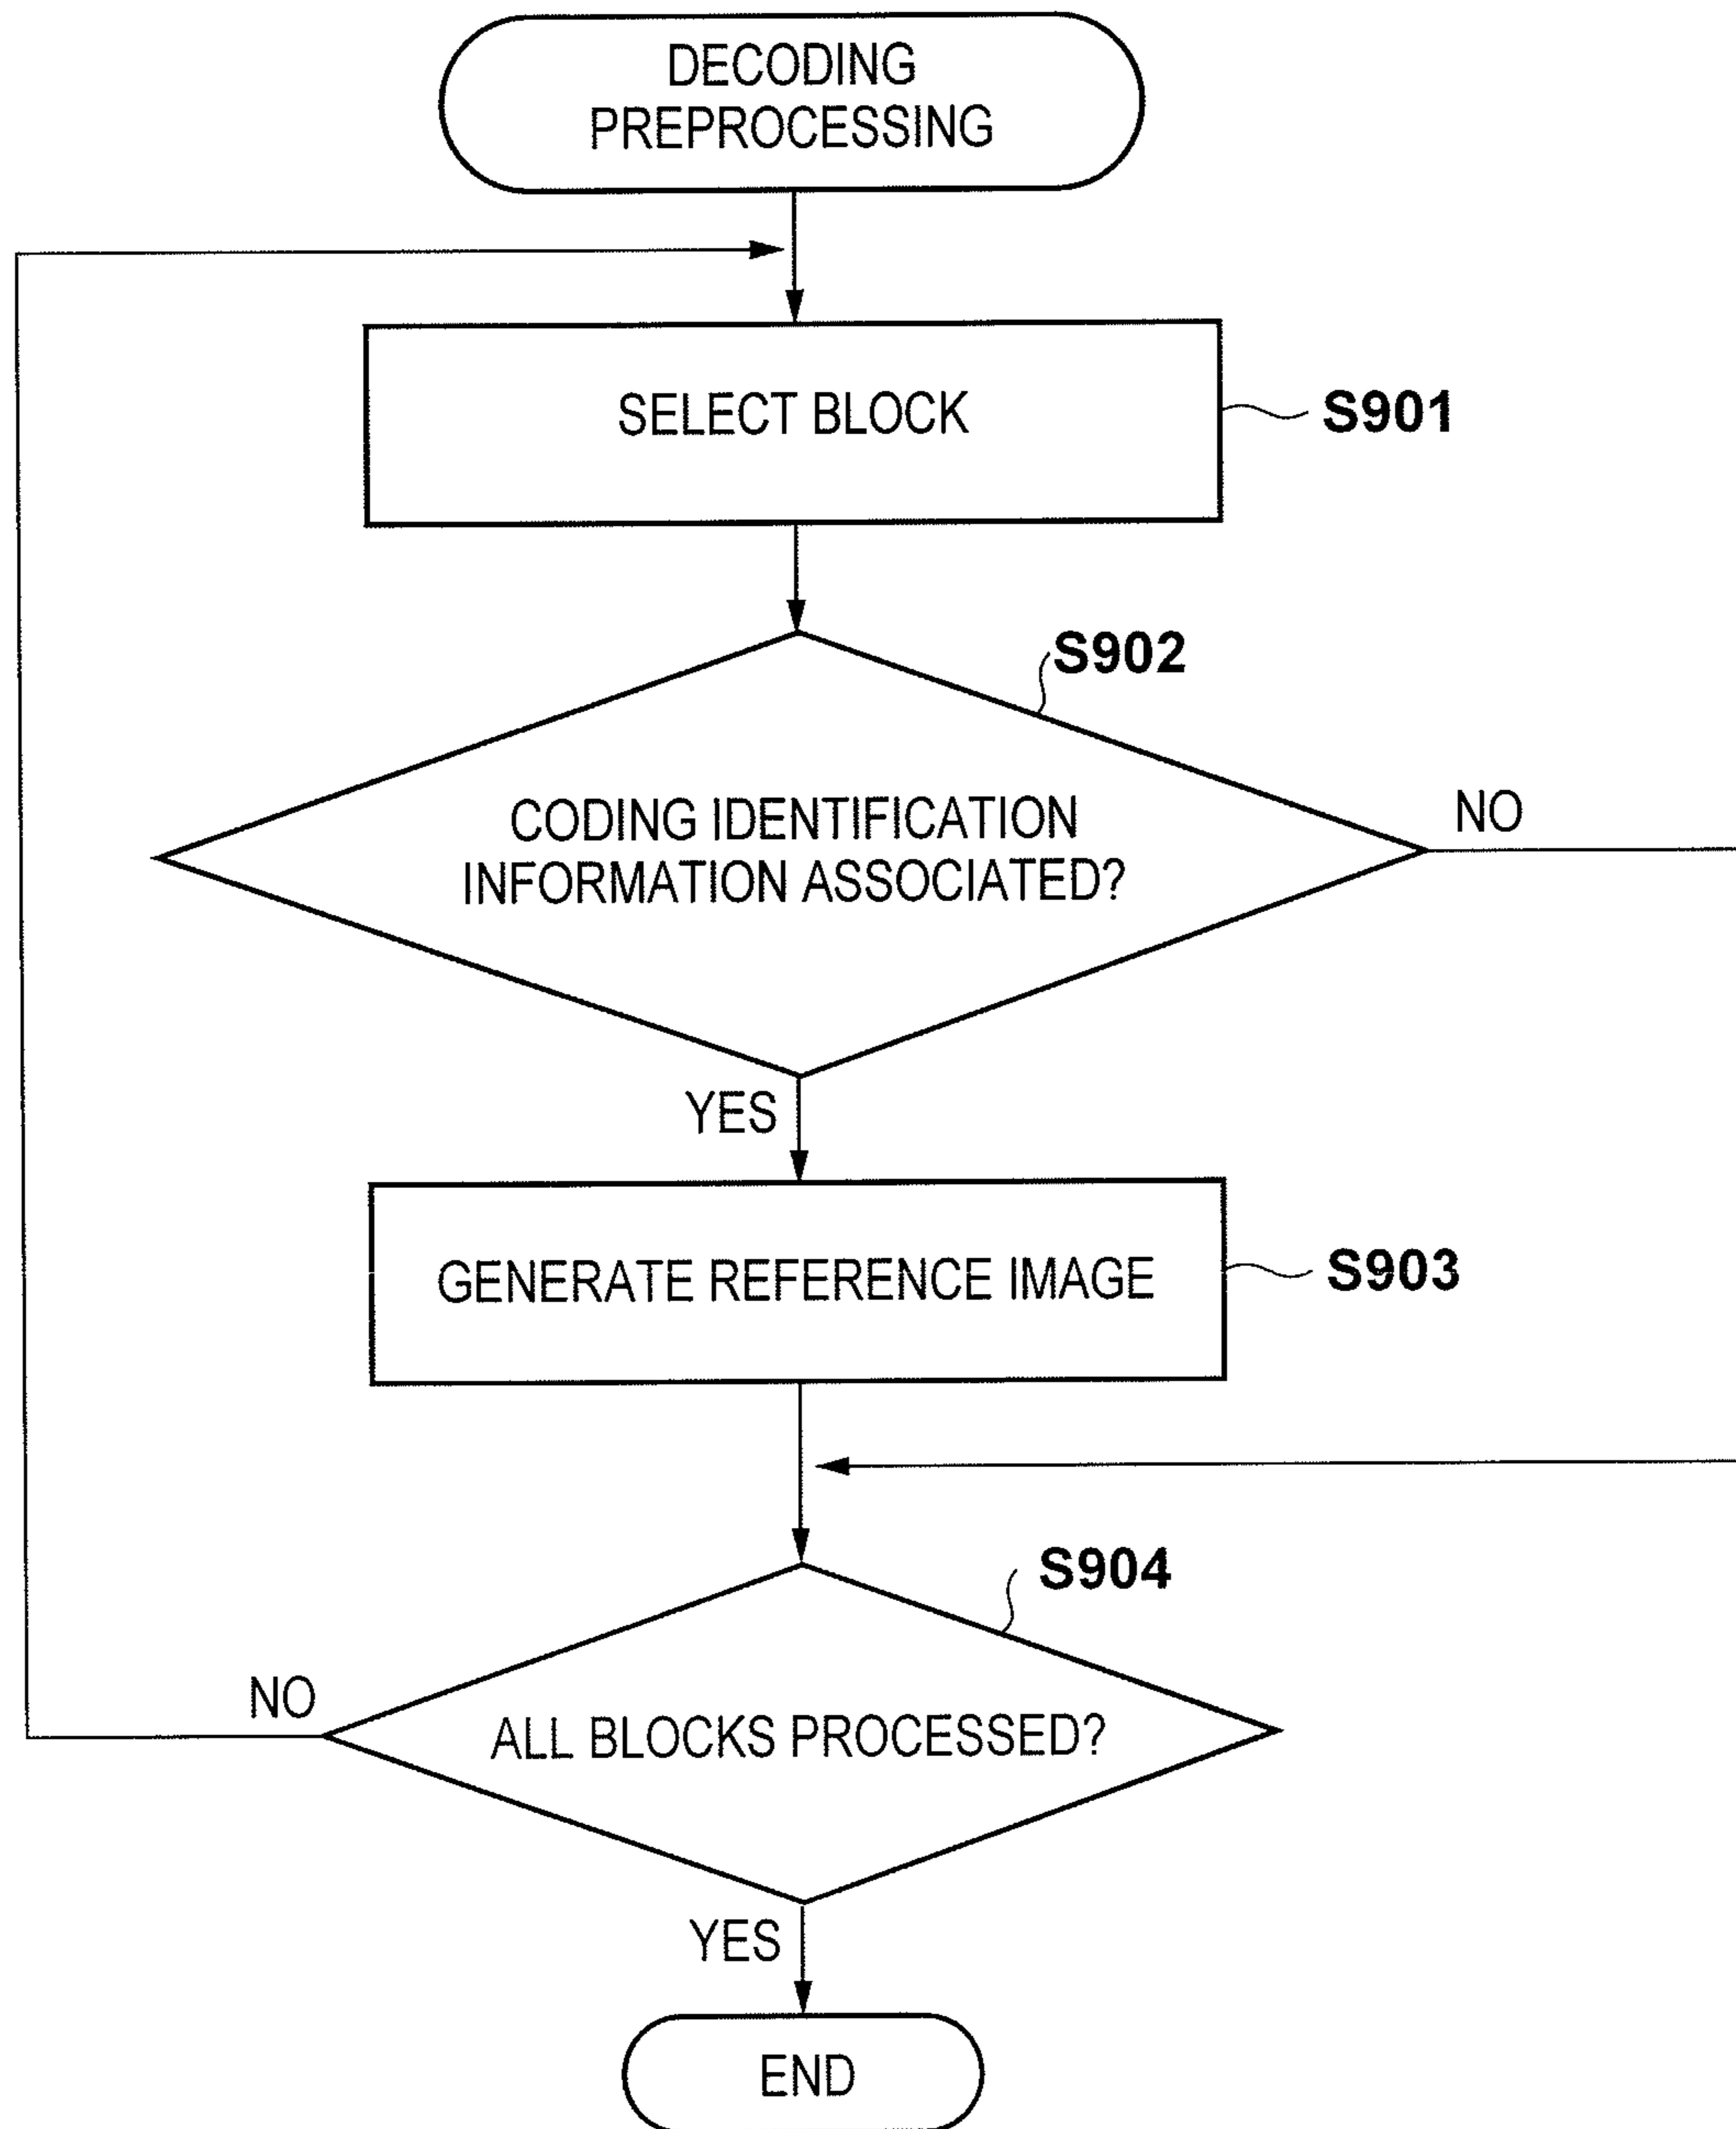 DECODING
PREPROCESSING
SELECT BLOCK
S901
S902
CODING IDENTIFICATION
INFORMATION ASSOCIATED?
NO
YES
GENERATE REFERENCE IMAGE
S903
S904
NO
ALL BLOCKS PROCESSED?
YES
END